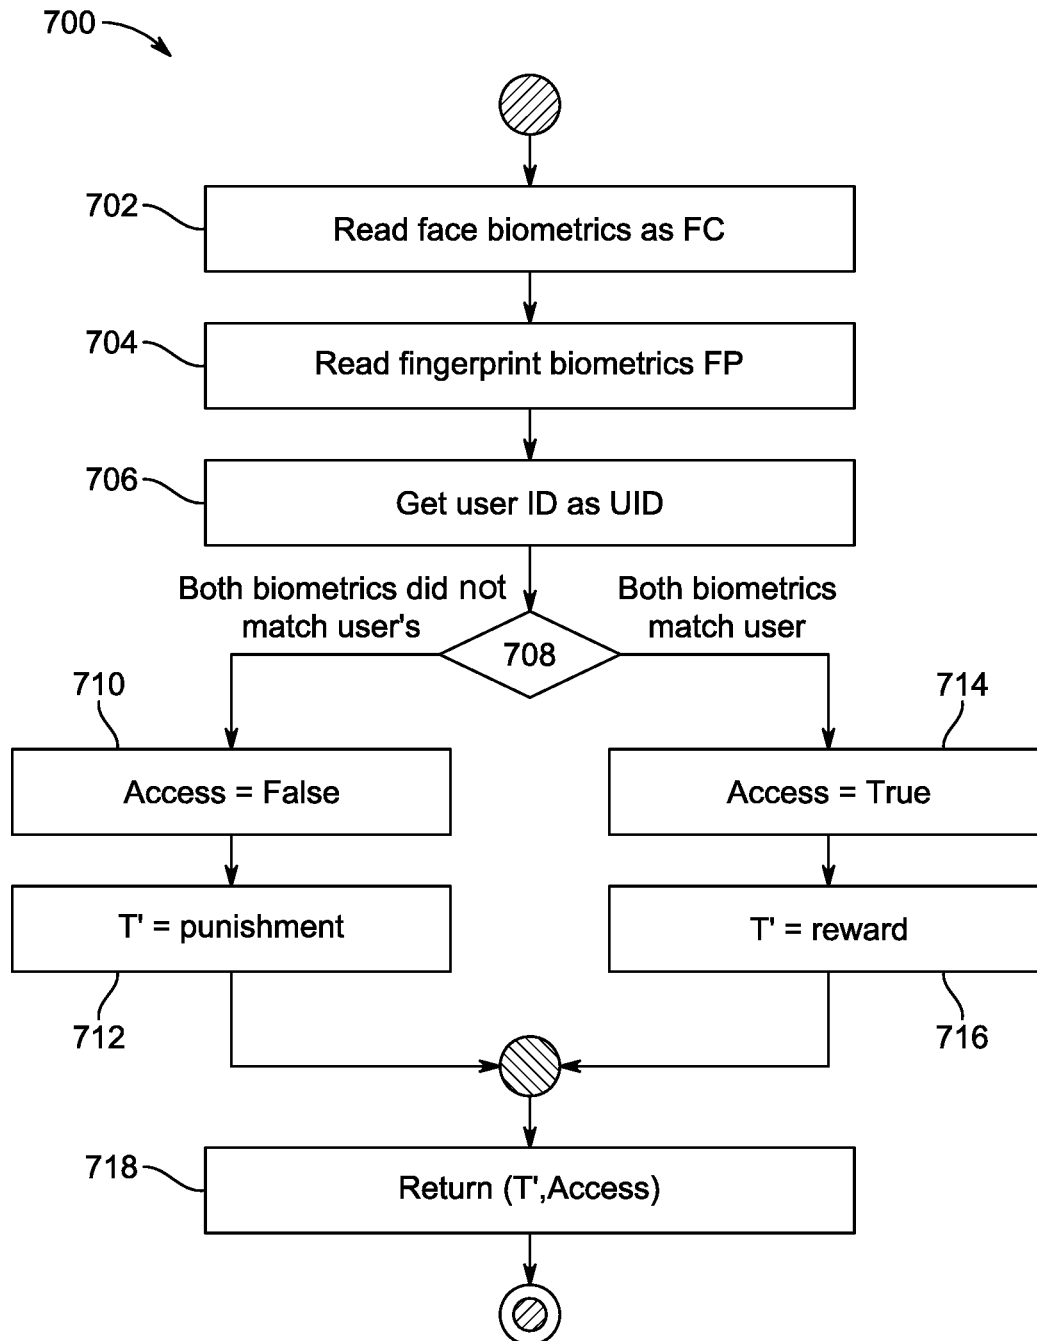 700
702
Read face biometrics as FC
704
Read fingerprint biometrics FP
706
Get user ID as UID
Both biometrics did not
match user's
Both biometrics
match user
708
710
714
Access = False
Access = True
T' = punishment
T' = reward
712
716
718
Return (T',Access)